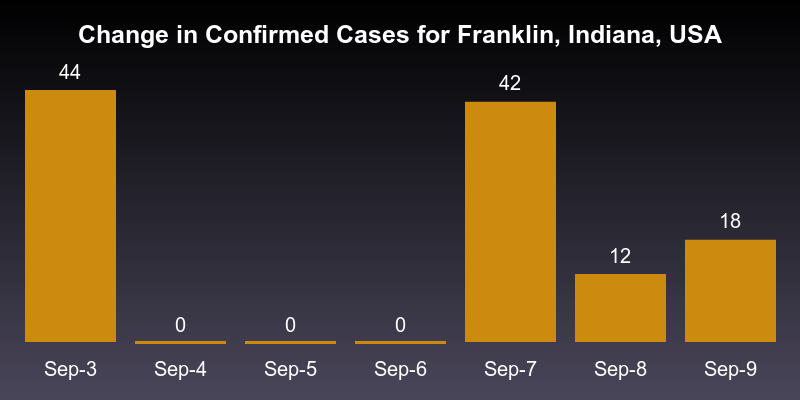 Change in Confirmed Cases for Franklin, Indiana, USA
44
0
0
0
42
12
18
Sep-3
Sep-4
Sep-5
Sep-6
Sep-7
Sep-8
Sep-9